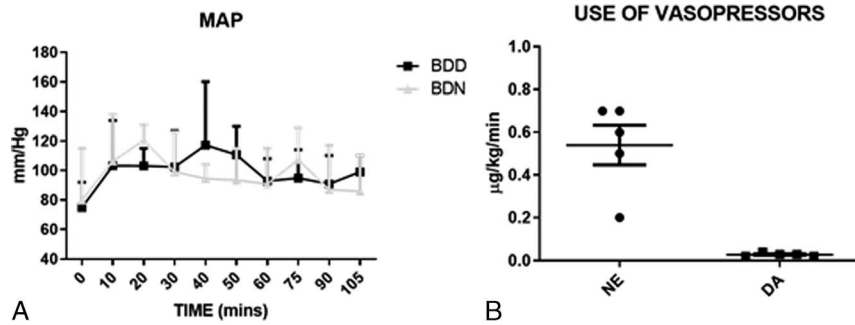 MAP
mm/Hg
180
160
140
120
100
80
60
40
0
10
20
30
40
50
60
75
90
105
TIME (mins)
BDD
BDN
A
USE OF VASOPRESSORS
μg/kg/min
1.0
0.8
0.6
0.4
0.2
0.0
NE
DA
B